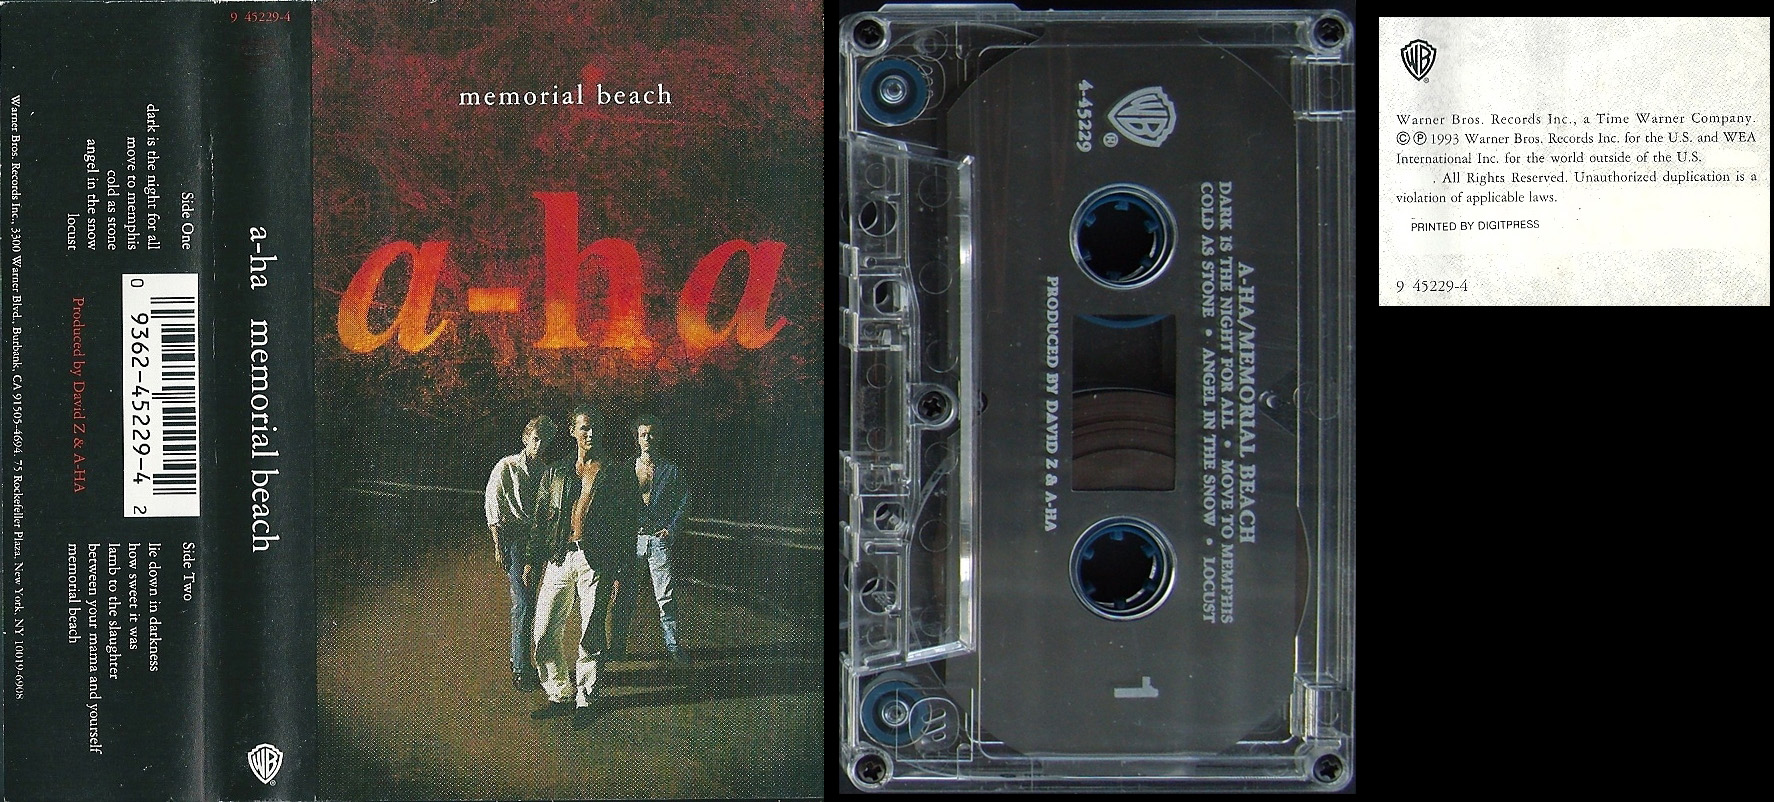 9 45229-4
memorial beach
a-ha
a-ha memorial beach
WB
Side One
dark is the night for all
move to memphis
cold as stone
angel in the snow
locust
0 9362-45229-4 2
Side Two
lie down in darkness
how sweet it was
lamb to the slaughter
between your mama and yourself
memorial beach
Produced by David Z & A-HA
Warner Bros. Records Inc., 3300 Warner Blvd., Burbank, CA 91505-4694. 75 Rockefeller Plaza, New York, NY 10019-6908
WB
4-45229
A-HA/MEMORIAL BEACH
DARK IS THE NIGHT FOR ALL • MOVE TO MEMPHIS
COLD AS STONE • ANGEL IN THE SNOW • LOCUST
PRODUCED BY DAVID Z & A-HA
1
WB
Warner Bros. Records Inc., a Time Warner Company.
© ℗ 1993 Warner Bros. Records Inc. for the U.S. and WEA
International Inc. for the world outside of the U.S.
. All Rights Reserved. Unauthorized duplication is a
violation of applicable laws.
PRINTED BY DIGITPRESS
9 45229-4